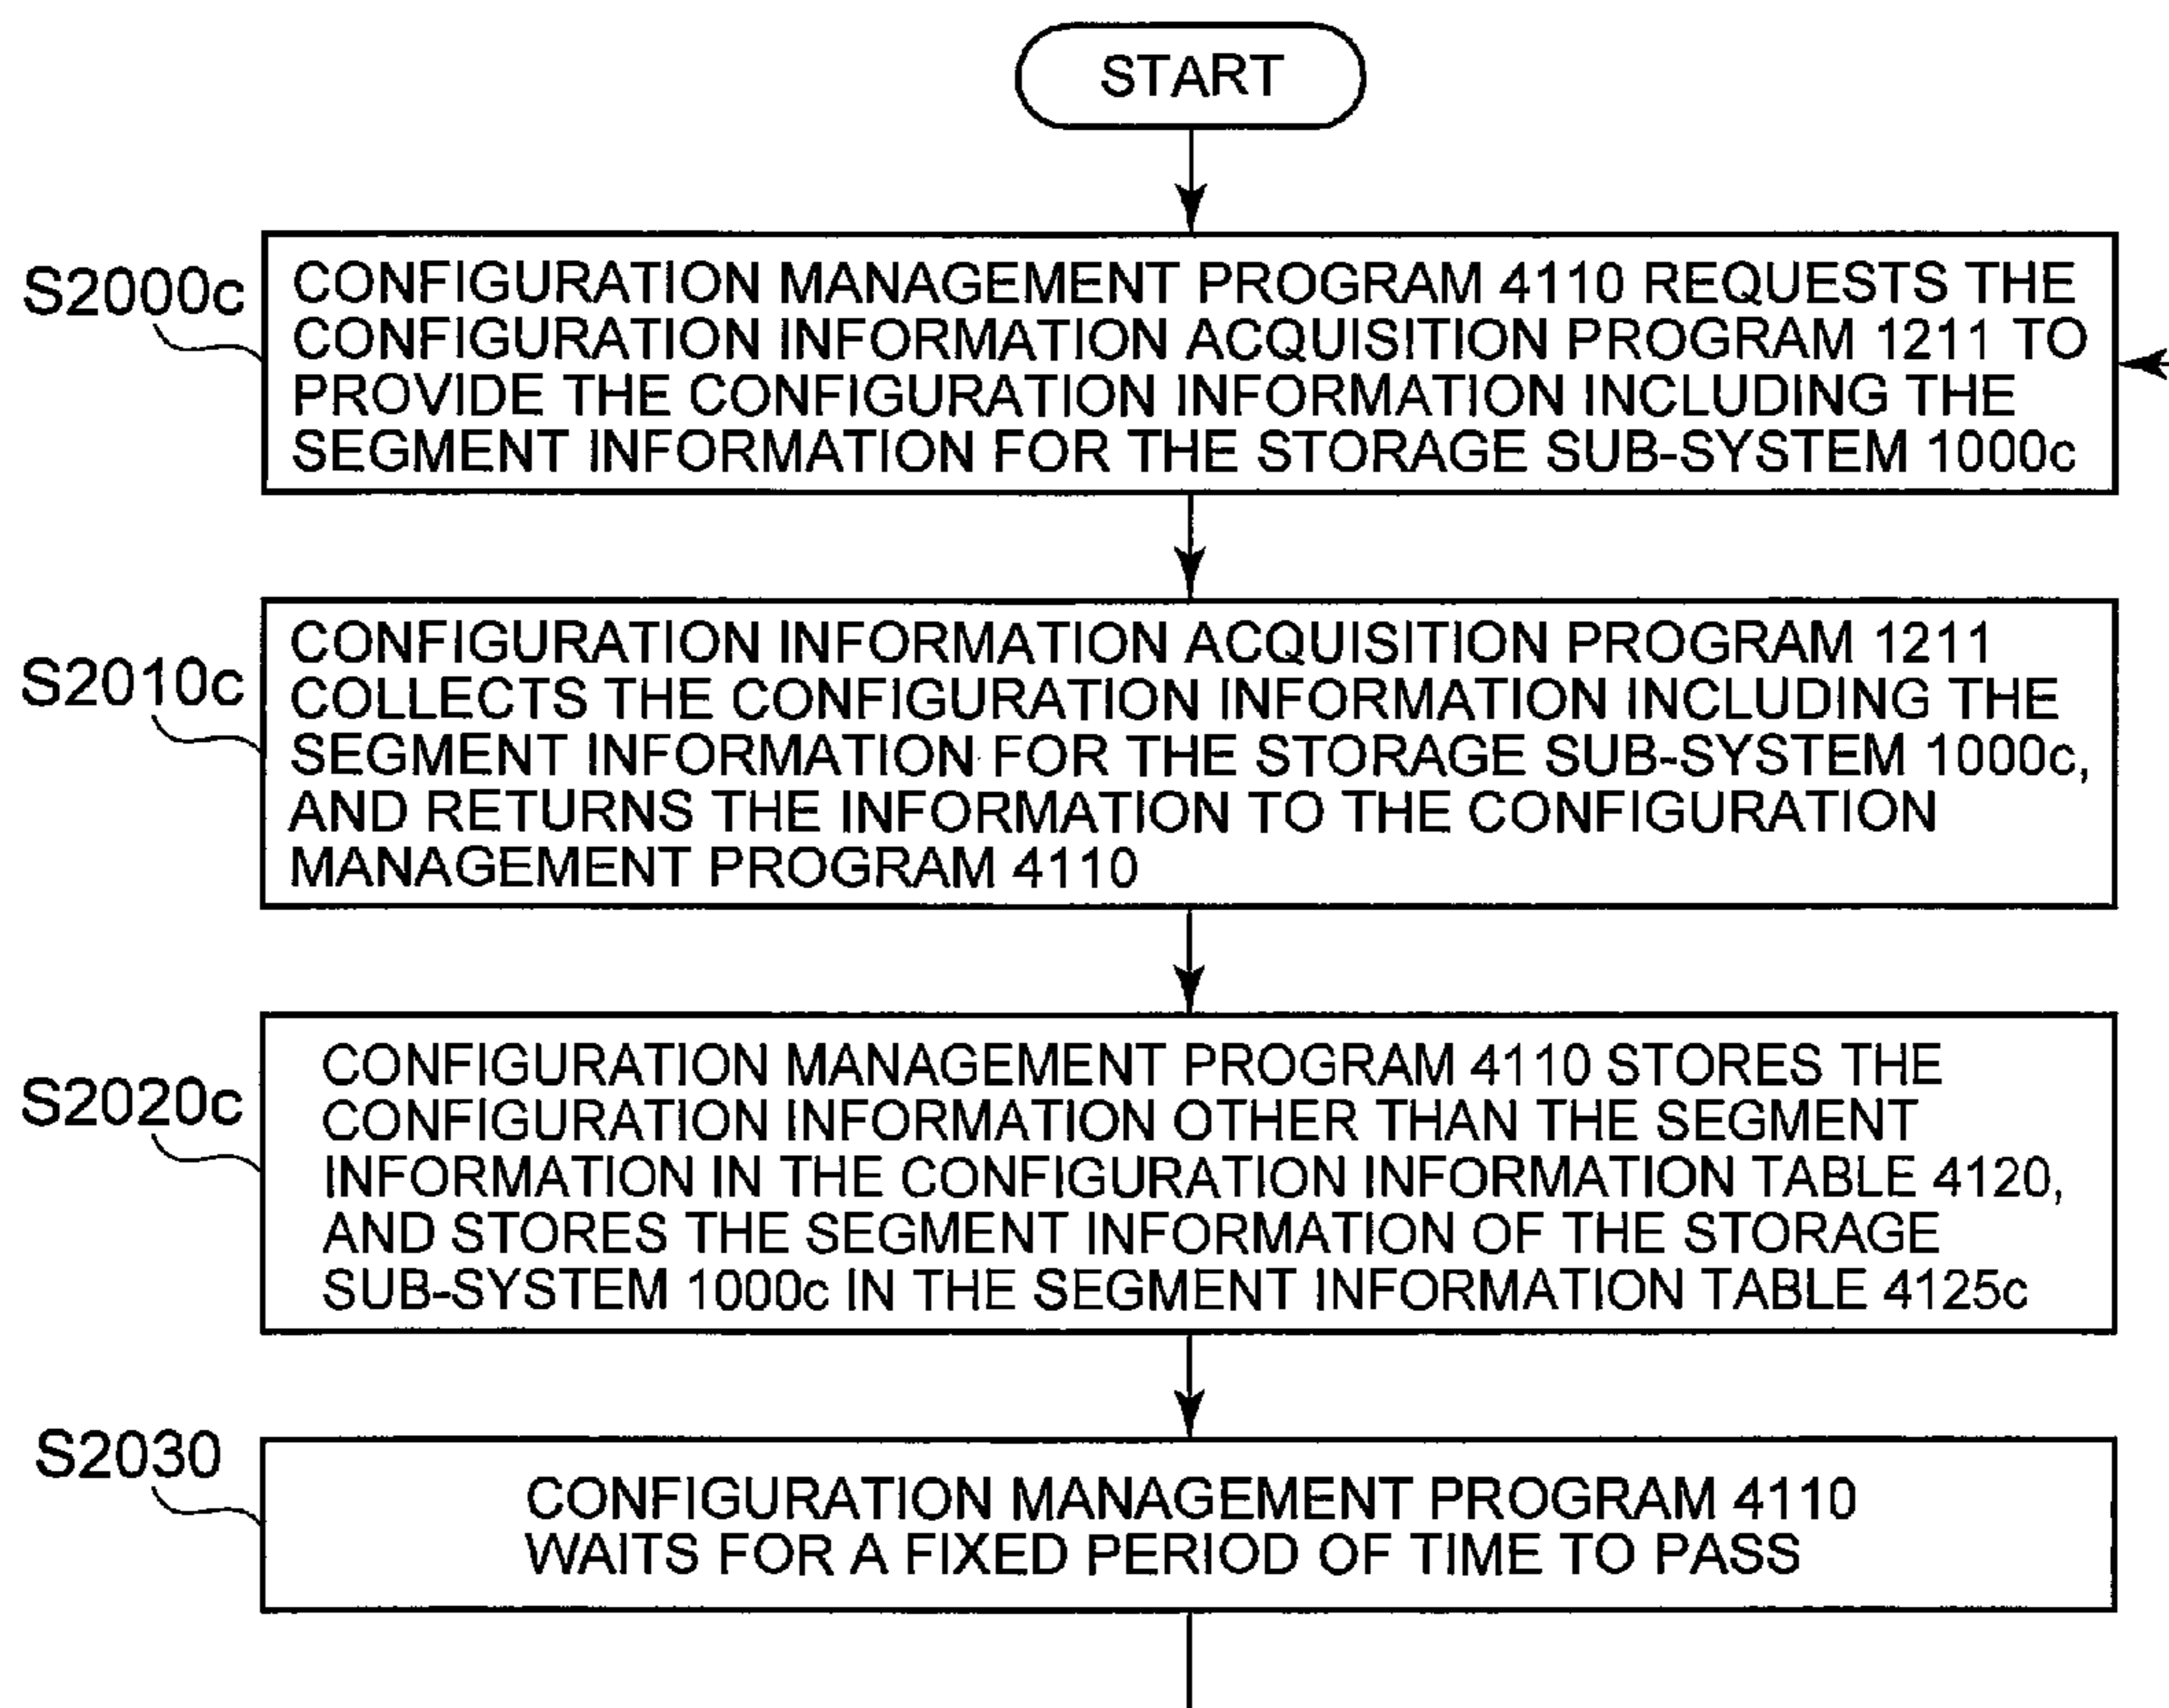 START
S2000c
CONFIGURATION MANAGEMENT PROGRAM 4110 REQUESTS THE
CONFIGURATION INFORMATION ACQUISITION PROGRAM 1211 TO
PROVIDE THE CONFIGURATION INFORMATION INCLUDING THE
SEGMENT INFORMATION FOR THE STORAGE SUB-SYSTEM 1000c
S2010c
CONFIGURATION INFORMATION ACQUISITION PROGRAM 1211
COLLECTS THE CONFIGURATION INFORMATION INCLUDING THE
SEGMENT INFORMATION FOR THE STORAGE SUB-SYSTEM 1000c,
AND RETURNS THE INFORMATION TO THE CONFIGURATION
MANAGEMENT PROGRAM 4110
S2020c
CONFIGURATION MANAGEMENT PROGRAM 4110 STORES THE
CONFIGURATION INFORMATION OTHER THAN THE SEGMENT
INFORMATION IN THE CONFIGURATION INFORMATION TABLE 4120,
AND STORES THE SEGMENT INFORMATION OF THE STORAGE
SUB-SYSTEM 1000c IN THE SEGMENT INFORMATION TABLE 4125c
S2030
CONFIGURATION MANAGEMENT PROGRAM 4110
WAITS FOR A FIXED PERIOD OF TIME TO PASS